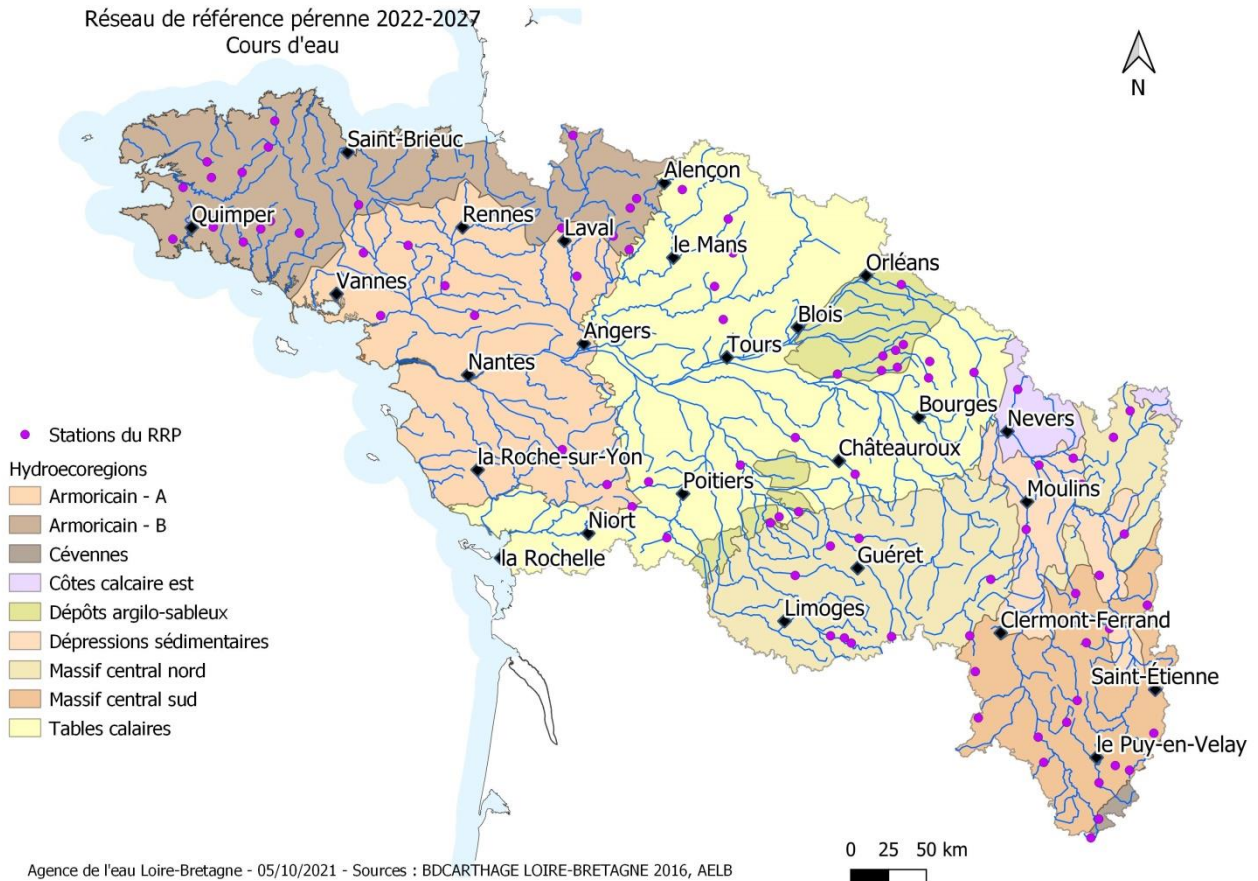 Réseau de référence pérenne 2022-2027
Cours d'eau
N
Saint-Brieuc
Alençon
Quimper
Rennes
Laval
le Mans
Orléans
Vannes
Blois
Angers
Tours
Nantes
Bourges
Nevers
Stations du RRP
la Roche-sur-Yon
Châteauroux
Hydroecoregions
Poitiers
Moulins
Armoricain - A
Armoricain - B
Niort
Cévennes
la Rochelle
Guéret
Côtes calcaire est
Dépôts argilo-sableux
Limoges
Clermont-Ferrand
Dépressions sédimentaires
Massif central nord
Saint-Étienne
Massif central sud
Tables calaires
le Puy-en-Velay
0 25 50 km
Agence de l'eau Loire-Bretagne - 05/10/2021 - Sources : BDCARTHAGE LOIRE-BRETAGNE 2016, AELB